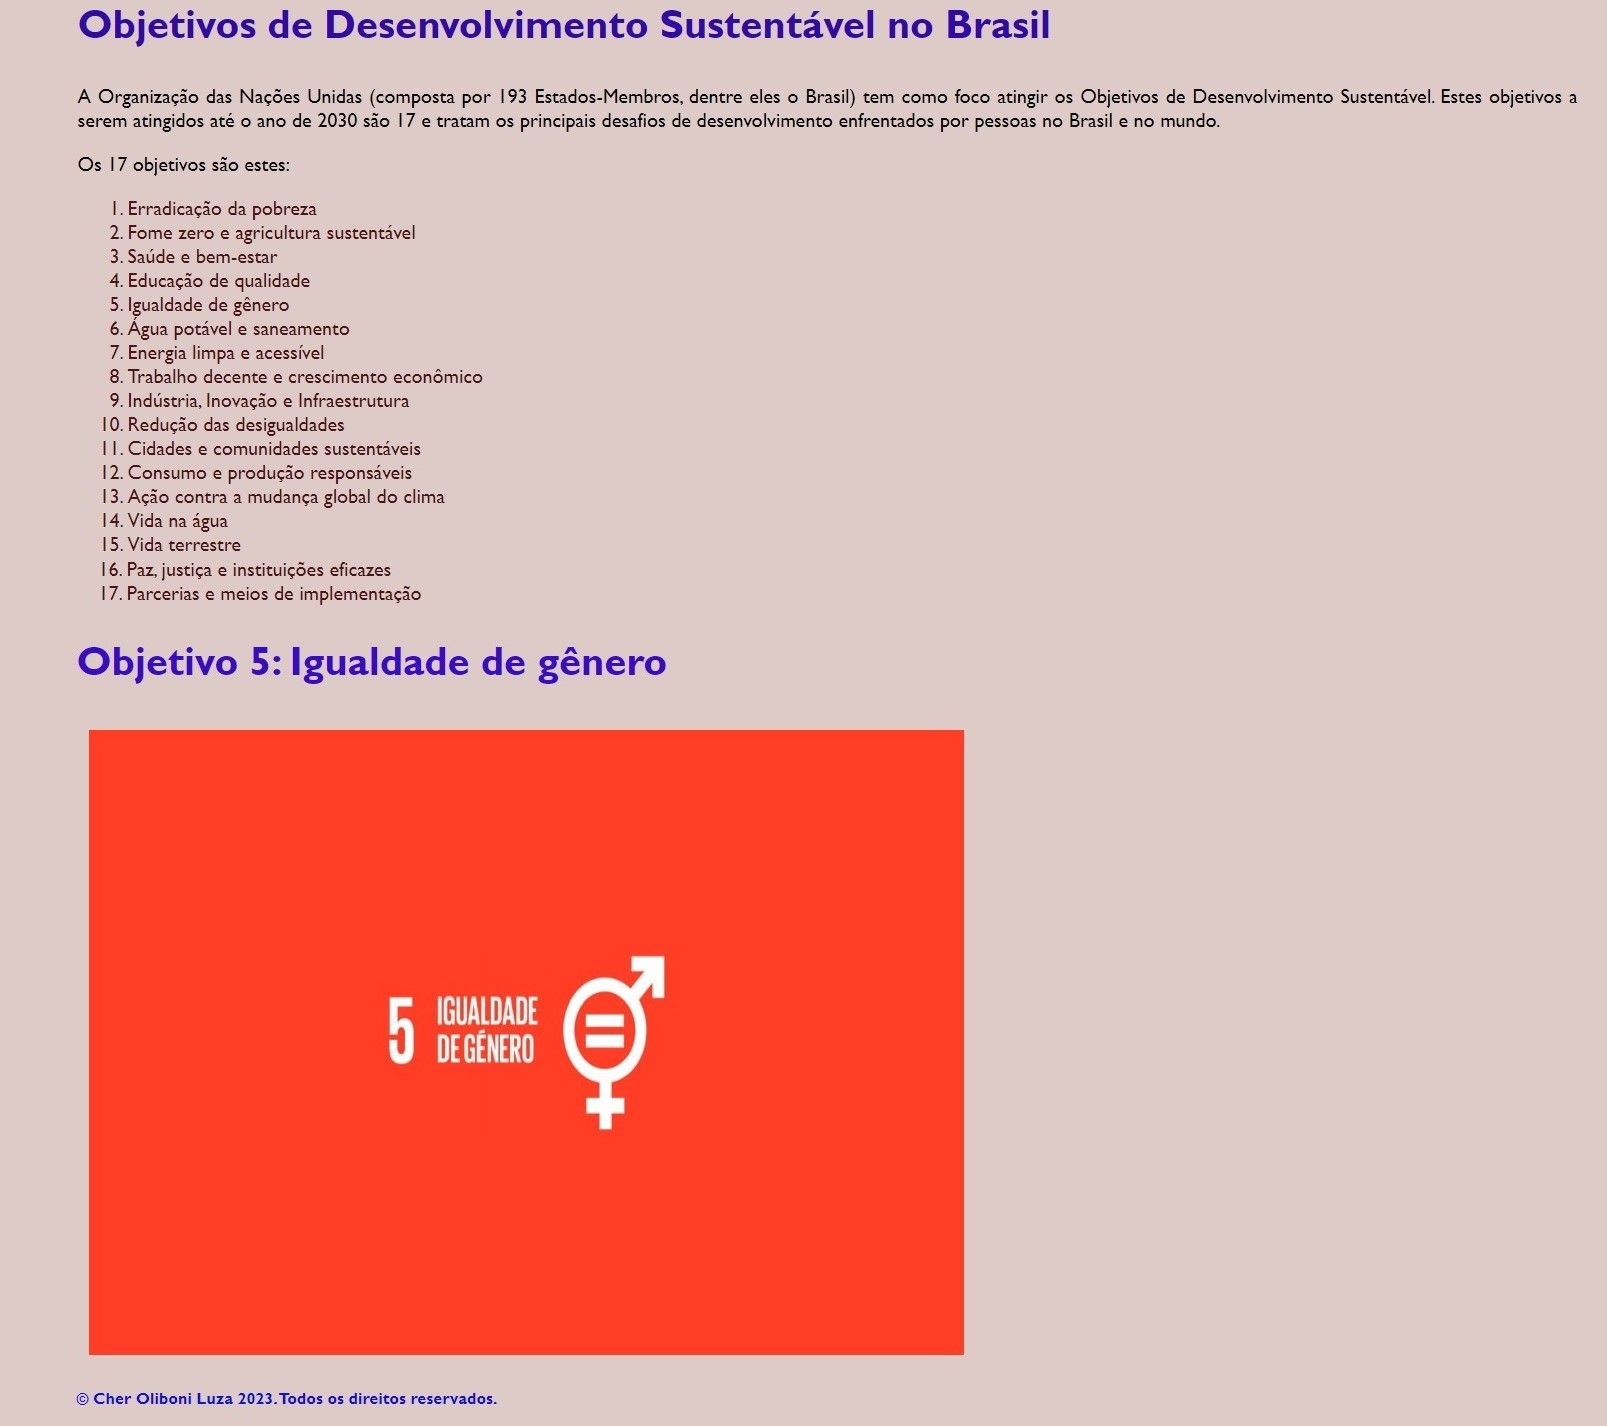 Objetivos de Desenvolvimento Sustentável no Brasil
A Organização das Nações Unidas (composta por 193 Estados-Membros, dentre eles o Brasil) tem como foco atingir os Objetivos de Desenvolvimento Sustentável. Estes objetivos a
serem atingidos até o ano de 2030 são 17 e tratam os principais desafios de desenvolvimento enfrentados por pessoas no Brasil e no mundo.
Os 17 objetivos são estes:
1. Erradicação da pobreza
2. Fome zero e agricultura sustentável
3. Saúde e bem-estar
4. Educação de qualidade
5. Igualdade de gênero
6. Água potável e saneamento
7. Energia limpa e acessível
8. Trabalho decente e crescimento econômico
9. Indústria, Inovação e Infraestrutura
10. Redução das desigualdades
11. Cidades e comunidades sustentáveis
12. Consumo e produção responsáveis
13. Ação contra a mudança global do clima
14. Vida na água
15. Vida terrestre
16. Paz, justiça e instituições eficazes
17. Parcerias e meios de implementação
Objetivo 5: Igualdade de gênero
5 IGUALDADE
DE GÉNERO
© Cher Oliboni Luza 2023. Todos os direitos reservados.